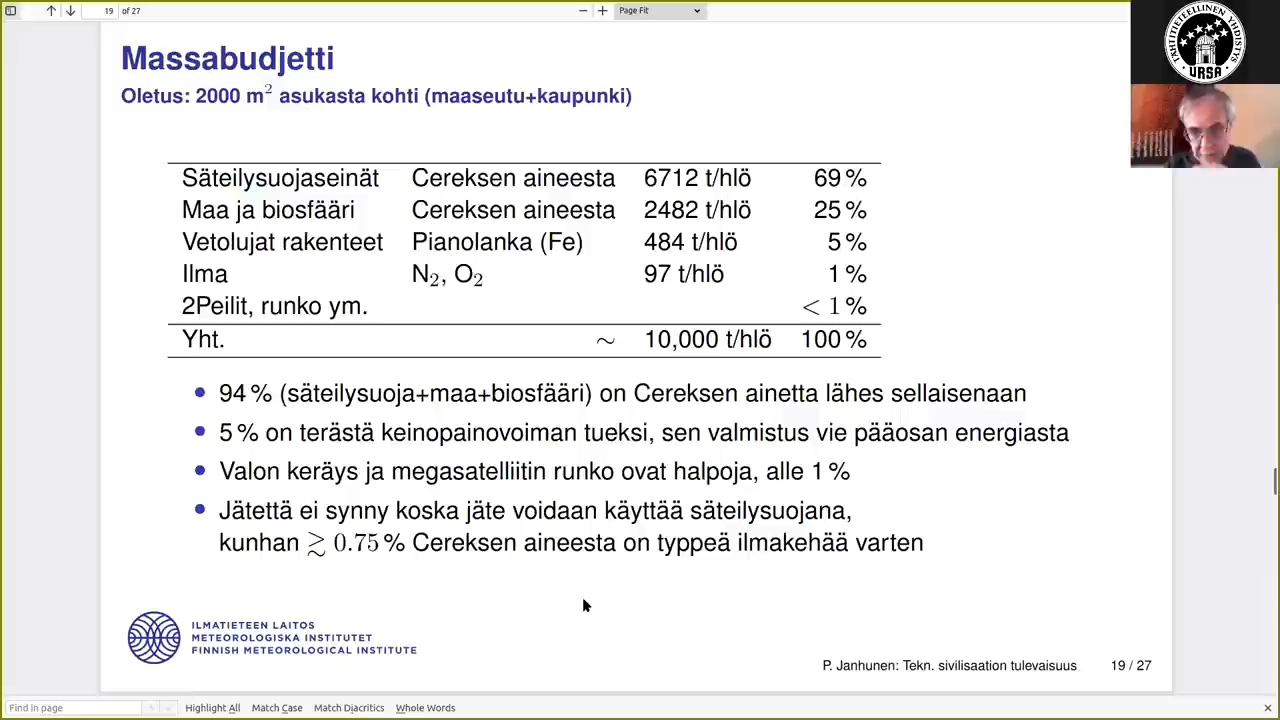 19 of 27
Page Fit
Massabudjetti
Oletus: 2000 m² asukasta kohti (maaseutu+kaupunki)
Säteilysuojaseinät Cereksen aineesta 6712 t/hlö 69 %
Maa ja biosfääri Cereksen aineesta 2482 t/hlö 25 %
Vetolujat rakenteet Pianolanka (Fe) 484 t/hlö 5 %
Ilma N₂, O₂ 97 t/hlö 1 %
2Peilit, runko ym. < 1 %
Yht. ∼ 10,000 t/hlö 100 %
• 94 % (säteilysuoja+maa+biosfääri) on Cereksen ainetta lähes sellaisenaan
• 5 % on terästä keinopainovoiman tueksi, sen valmistus vie pääosan energiasta
• Valon keräys ja megasatelliitin runko ovat halpoja, alle 1 %
• Jätettä ei synny koska jäte voidaan käyttää säteilysuojana,
kunhan ≳ 0.75 % Cereksen aineesta on typpeä ilmakehää varten
ILMATIETEEN LAITOS
METEOROLOGISKA INSTITUTET
FINNISH METEOROLOGICAL INSTITUTE
P. Janhunen: Tekn. sivilisaation tulevaisuus 19 / 27
Find in page Highlight All Match Case Match Diacritics Whole Words
TÄHTITIETEELLINEN YHDISTYS
URSA